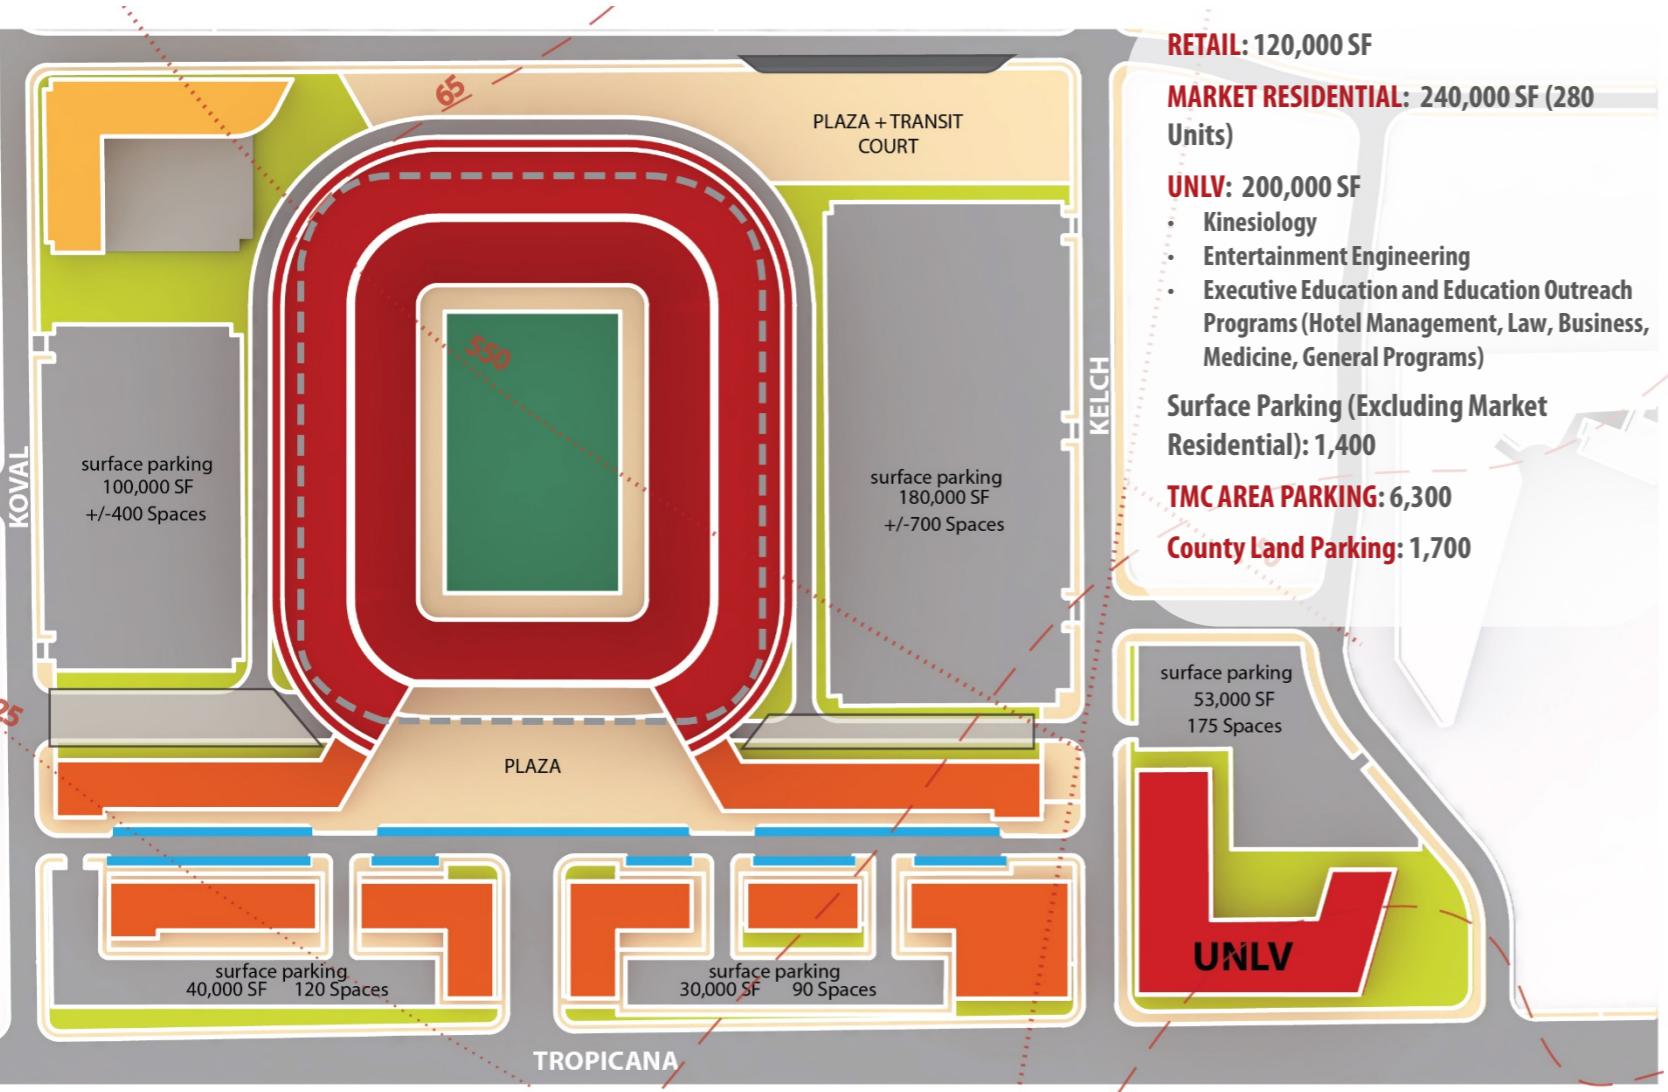 RETAIL: 120,000 SF
MARKET RESIDENTIAL: 240,000 SF (280
Units)
UNLV: 200,000 SF
• Kinesiology
• Entertainment Engineering
• Executive Education and Education Outreach
Programs (Hotel Management, Law, Business,
Medicine, General Programs)
Surface Parking (Excluding Market
Residential): 1,400
TMC AREA PARKING: 6,300
County Land Parking: 1,700
65
PLAZA + TRANSIT
COURT
550
KELCH
KOVAL
surface parking
100,000 SF
+/-400 Spaces
surface parking
180,000 SF
+/-700 Spaces
surface parking
53,000 SF
175 Spaces
25
PLAZA
UNLV
surface parking
40,000 SF 120 Spaces
surface parking
30,000 SF 90 Spaces
TROPICANA